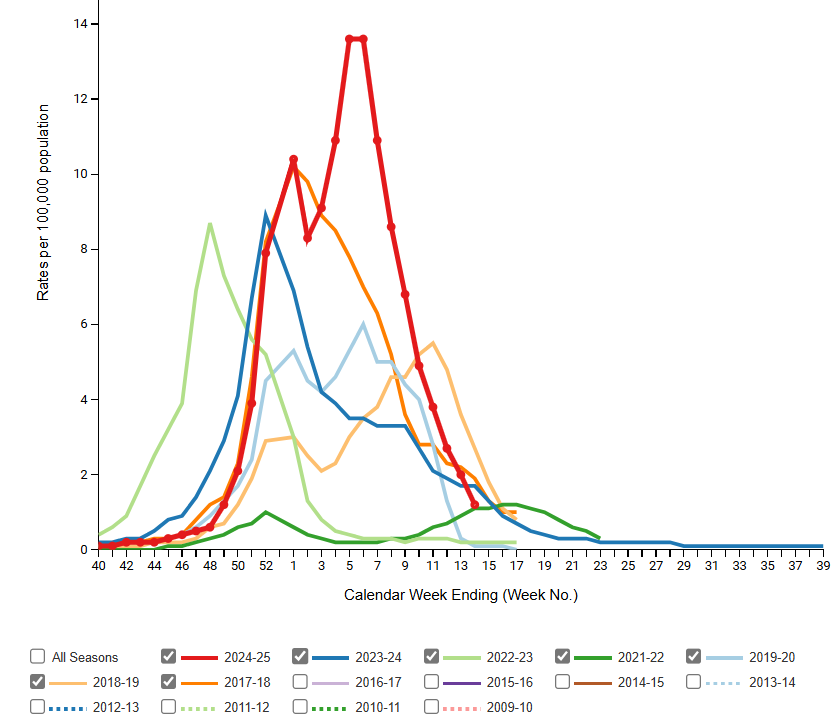 14
12
10
8
6
4
2
0
Rates per 100,000 population
40 42 44 46 48 50 52 1 3 5 7 9 11 13 15 17 19 21 23 25 27 29 31 33 35 37 39
Calendar Week Ending (Week No.)
All Seasons 2024-25 2023-24 2022-23 2021-22 2019-20
2018-19 2017-18 2016-17 2015-16 2014-15 2013-14
2012-13 2011-12 2010-11 2009-10